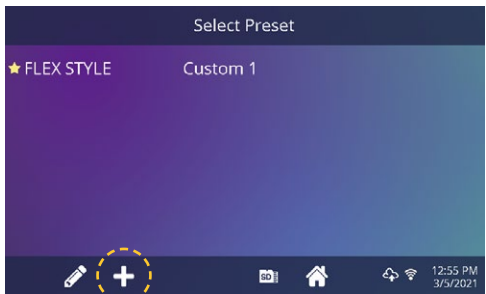 Select Preset
FLEX STYLE
Custom 1
SD
12:55 PM
3/5/2021